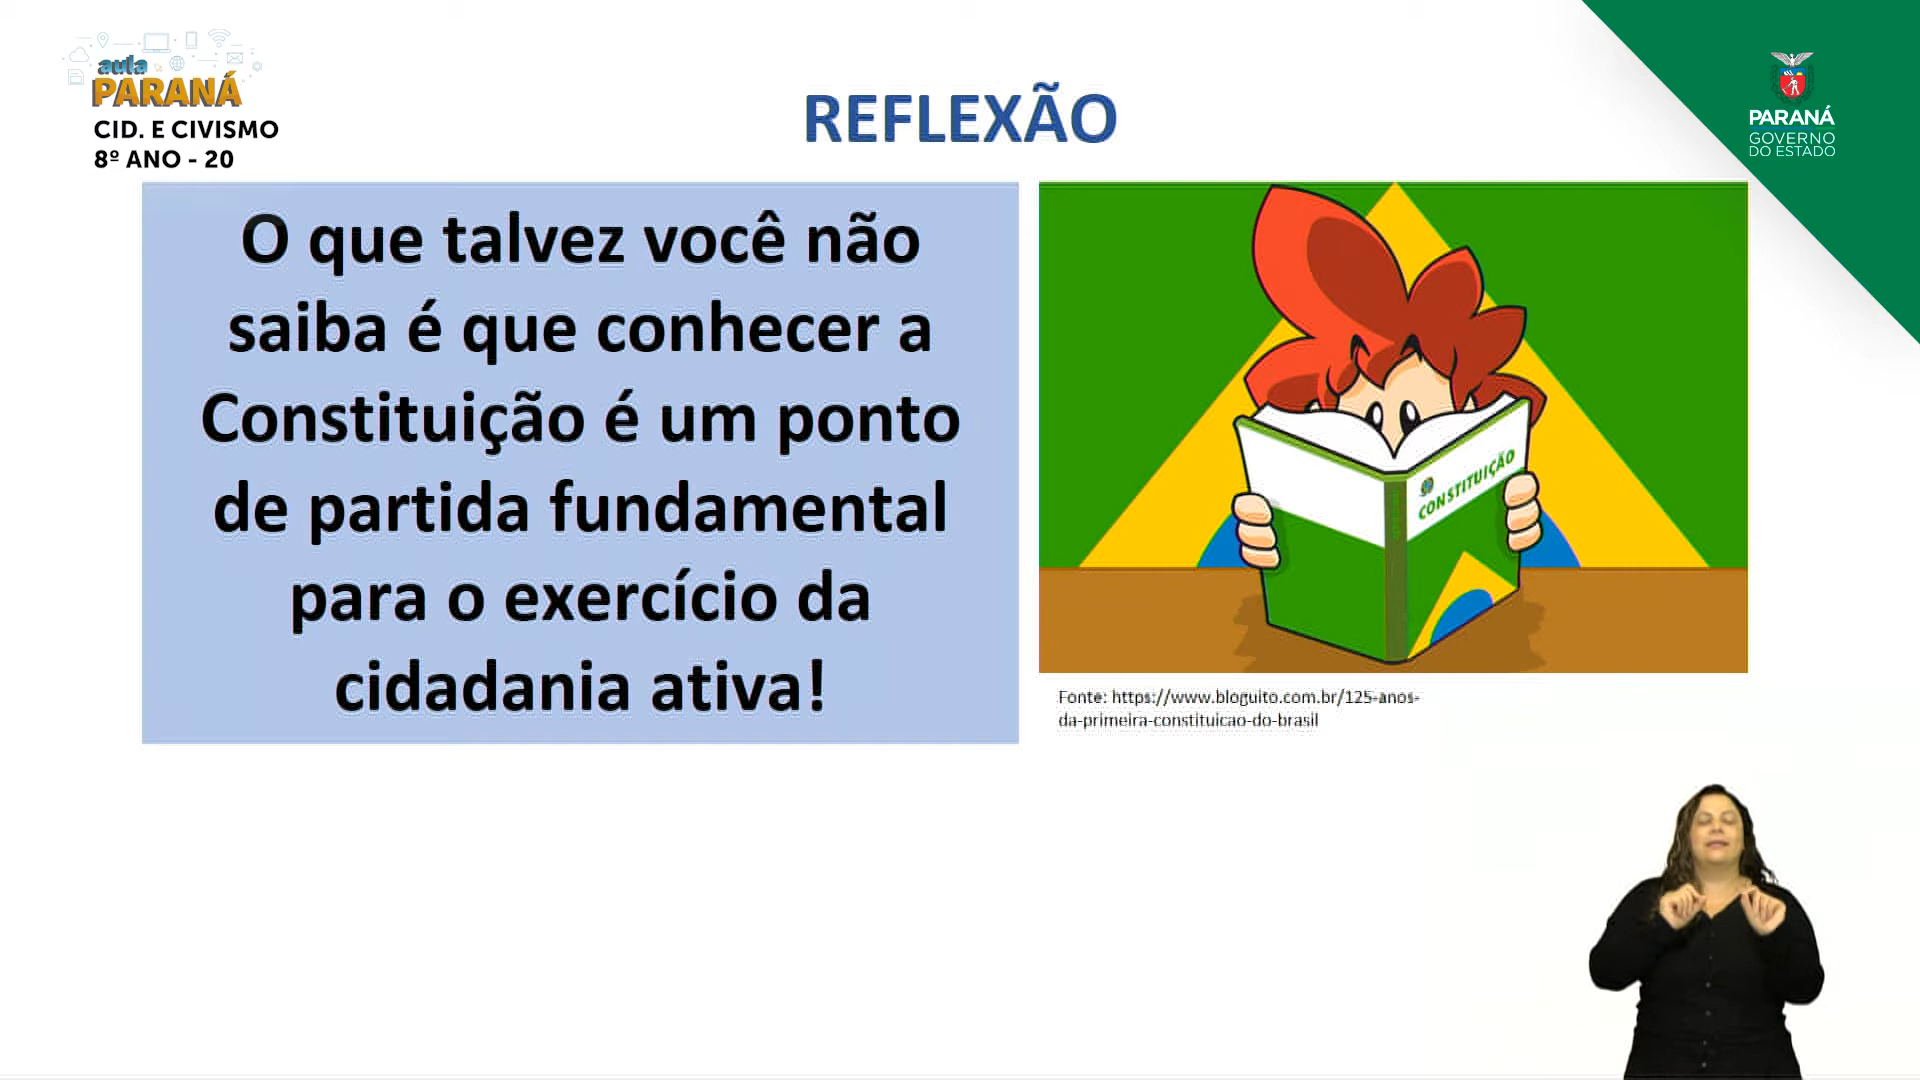 aula
PARANÁ
CID. E CIVISMO
8º ANO - 20
REFLEXÃO
PARANÁ
GOVERNO
DO ESTADO
O que talvez você não
saiba é que conhecer a
Constituição é um ponto
de partida fundamental
para o exercício da
cidadania ativa!
CONSTITUIÇÃO
Fonte: https://www.bloguito.com.br/125-anos-
da-primeira-constituicao-do-brasil